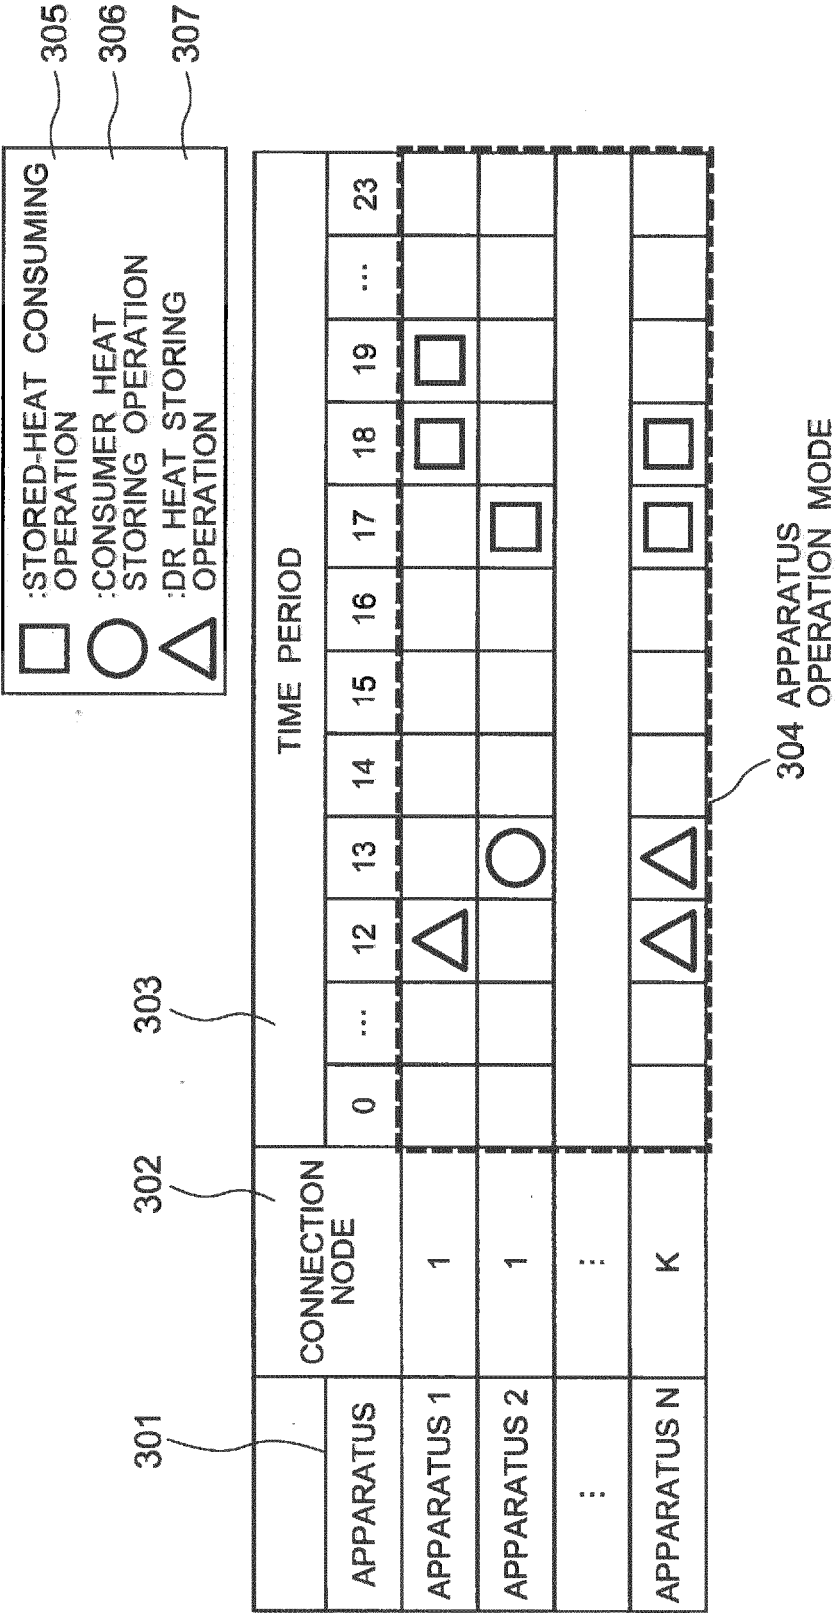 :STORED-HEAT CONSUMING
OPERATION
305
:CONSUMER HEAT
STORING OPERATION
306
:DR HEAT STORING
OPERATION
307
301
302
303
CONNECTION
NODE
TIME PERIOD
APPARATUS
0
...
12
13
14
15
16
17
18
19
...
23
APPARATUS 1
1
APPARATUS 2
1
...
...
APPARATUS N
K
304 APPARATUS
OPERATION MODE